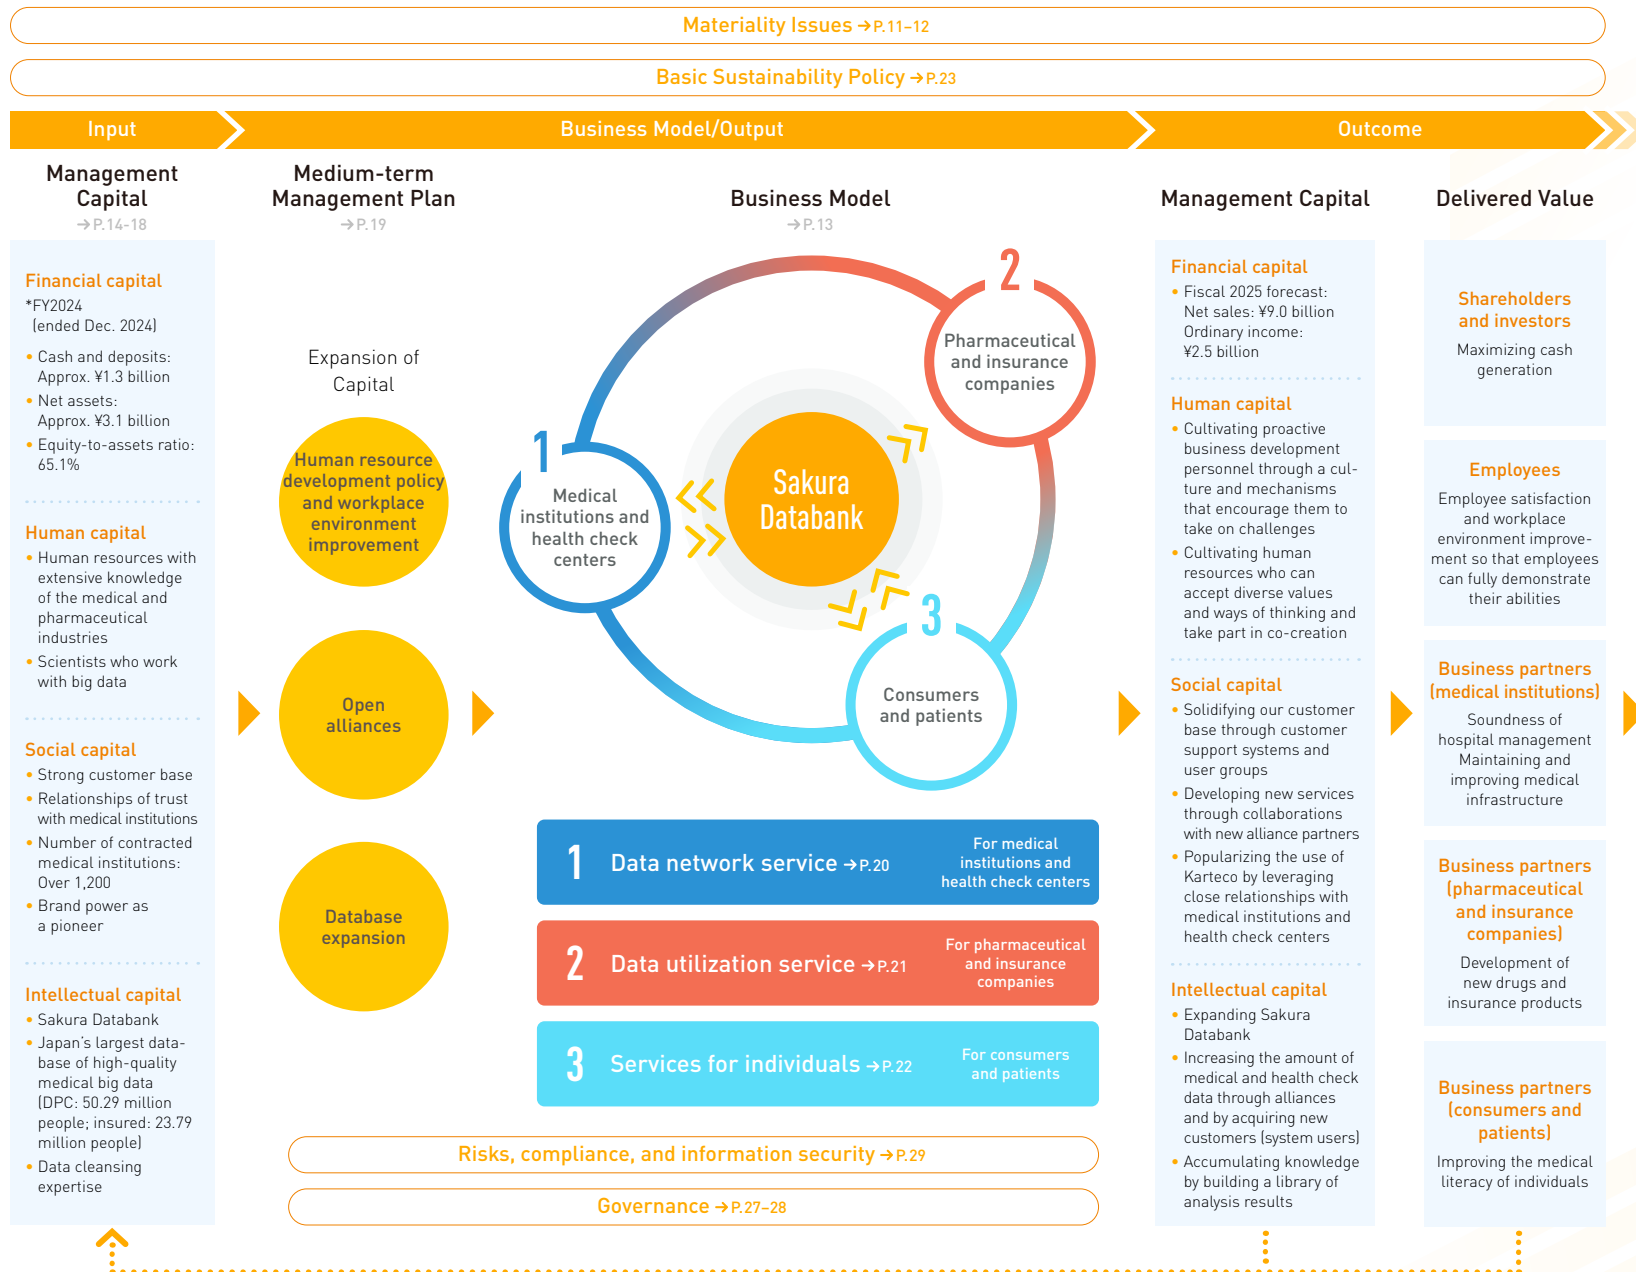 Materiality Issues →P.11–12
Basic Sustainability Policy →P.23
Input
Business Model/Output
Outcome
Management
Capital
→P.14-18
Financial capital
*FY2024
(ended Dec. 2024)
• Cash and deposits:
Approx. ¥1.3 billion
• Net assets:
Approx. ¥3.1 billion
• Equity-to-assets ratio:
65.1%
Human capital
• Human resources with
extensive knowledge
of the medical and
pharmaceutical
industries
• Scientists who work
with big data
Social capital
• Strong customer base
• Relationships of trust
with medical institutions
• Number of contracted
medical institutions:
Over 1,200
• Brand power as
a pioneer
Intellectual capital
• Sakura Databank
• Japan's largest data-
base of high-quality
medical big data
(DPC: 50.29 million
people; insured: 23.79
million people)
• Data cleansing
expertise
Medium-term
Management Plan
→P.19
Expansion of
Capital
Human resource
development policy
and workplace
environment
improvement
Open
alliances
Database
expansion
Business Model
→P.13
1
Medical
institutions and
health check
centers
2
Pharmaceutical
and insurance
companies
Sakura
Databank
3
Consumers
and patients
1 Data network service →P.20
For medical
institutions and
health check centers
2 Data utilization service →P.21
For pharmaceutical
and insurance
companies
3 Services for individuals →P.22
For consumers
and patients
Risks, compliance, and information security →P.29
Governance →P.27–28
Management Capital
Financial capital
• Fiscal 2025 forecast:
Net sales: ¥9.0 billion
Ordinary income:
¥2.5 billion
Human capital
• Cultivating proactive
business development
personnel through a cul-
ture and mechanisms
that encourage them to
take on challenges
• Cultivating human
resources who can
accept diverse values
and ways of thinking and
take part in co-creation
Social capital
• Solidifying our customer
base through customer
support systems and
user groups
• Developing new services
through collaborations
with new alliance partners
• Popularizing the use of
Karteco by leveraging
close relationships with
medical institutions and
health check centers
Intellectual capital
• Expanding Sakura
Databank
• Increasing the amount of
medical and health check
data through alliances
and by acquiring new
customers (system users)
• Accumulating knowledge
by building a library of
analysis results
Delivered Value
Shareholders
and investors
Maximizing cash
generation
Employees
Employee satisfaction
and workplace
environment improve-
ment so that employees
can fully demonstrate
their abilities
Business partners
(medical institutions)
Soundness of
hospital management
Maintaining and
improving medical
infrastructure
Business partners
(pharmaceutical
and insurance
companies)
Development of
new drugs and
insurance products
Business partners
(consumers and
patients)
Improving the medical
literacy of individuals